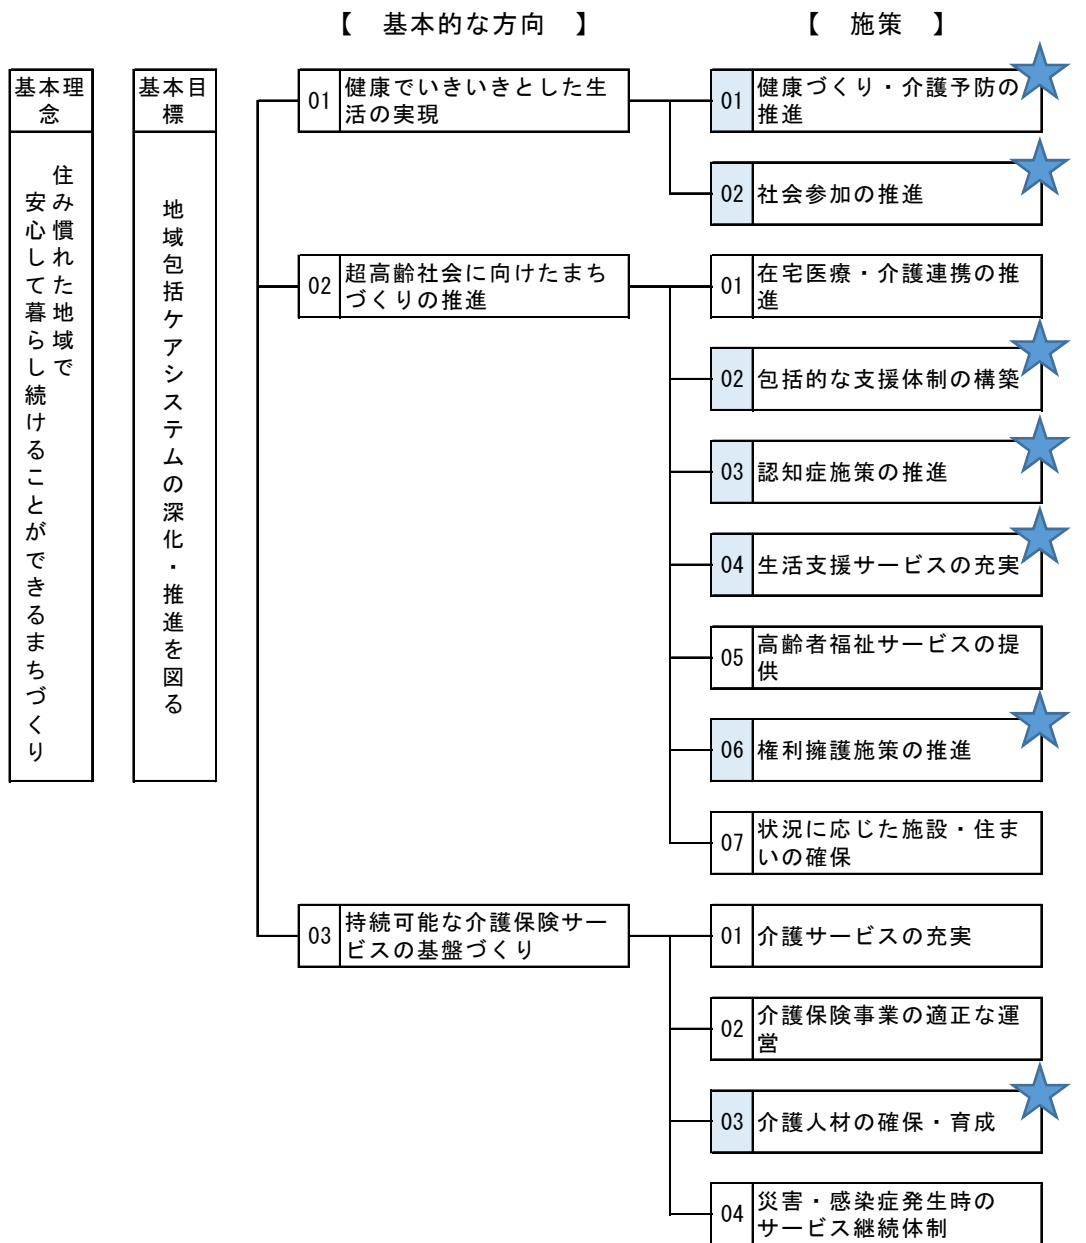 【　基本的な方向　】
【　施策　】
基本理
念
住み慣れた地域で
安心して暮らし続けることができるまちづくり
基本目
標
地域包括ケアシステムの深化・推進を図る
01
健康でいきいきとした生
活の実現
01
健康づくり・介護予防の
推進
02
社会参加の推進
02
超高齢社会に向けたまち
づくりの推進
01
在宅医療・介護連携の推
進
02
包括的な支援体制の構築
03
認知症施策の推進
04
生活支援サービスの充実
05
高齢者福祉サービスの提
供
06
権利擁護施策の推進
07
状況に応じた施設・住ま
いの確保
03
持続可能な介護保険サー
ビスの基盤づくり
01
介護サービスの充実
02
介護保険事業の適正な運
営
03
介護人材の確保・育成
04
災害・感染症発生時の
サービス継続体制